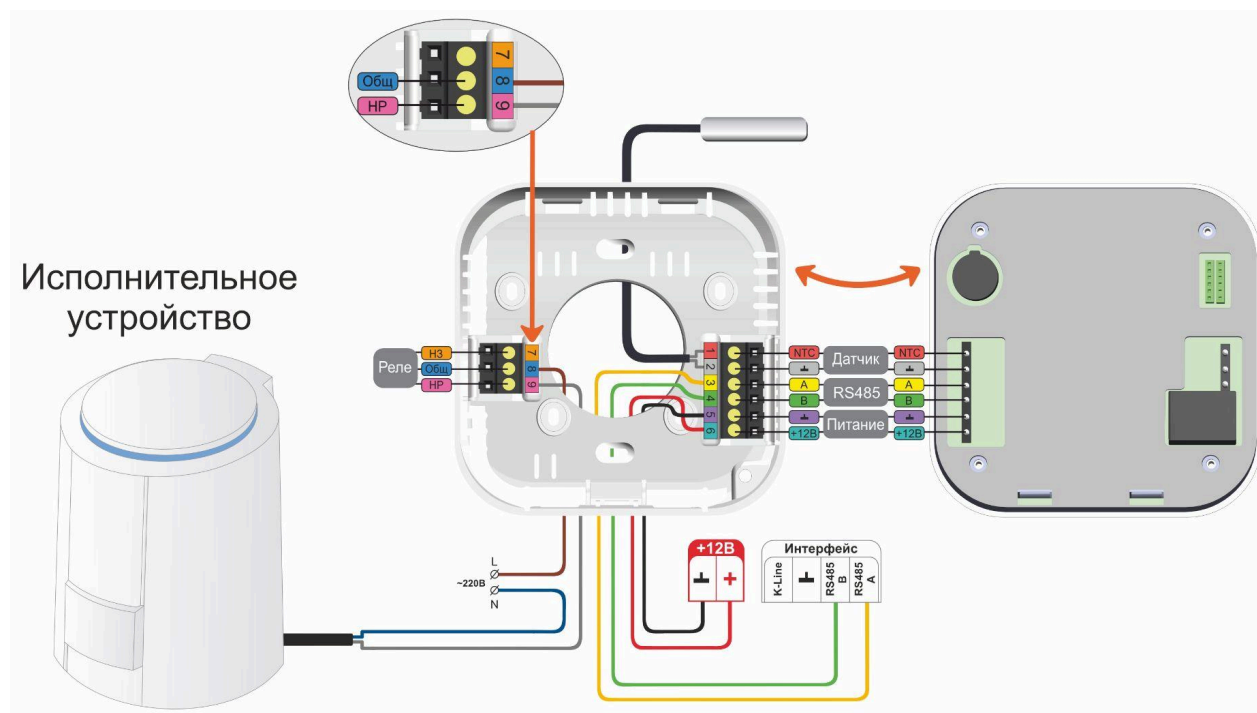 7
Общ
8
НР
9
Исполнительное
устройство
Реле
НЗ
Общ
НР
7
8
9
1
2
3
4
5
6
NTC
Датчик
NTC
A
RS485
A
B
B
Питание
+12В
+12В
L
~220В
N
+12В
+
Интерфейс
K-Line
RS485
B
RS485
A